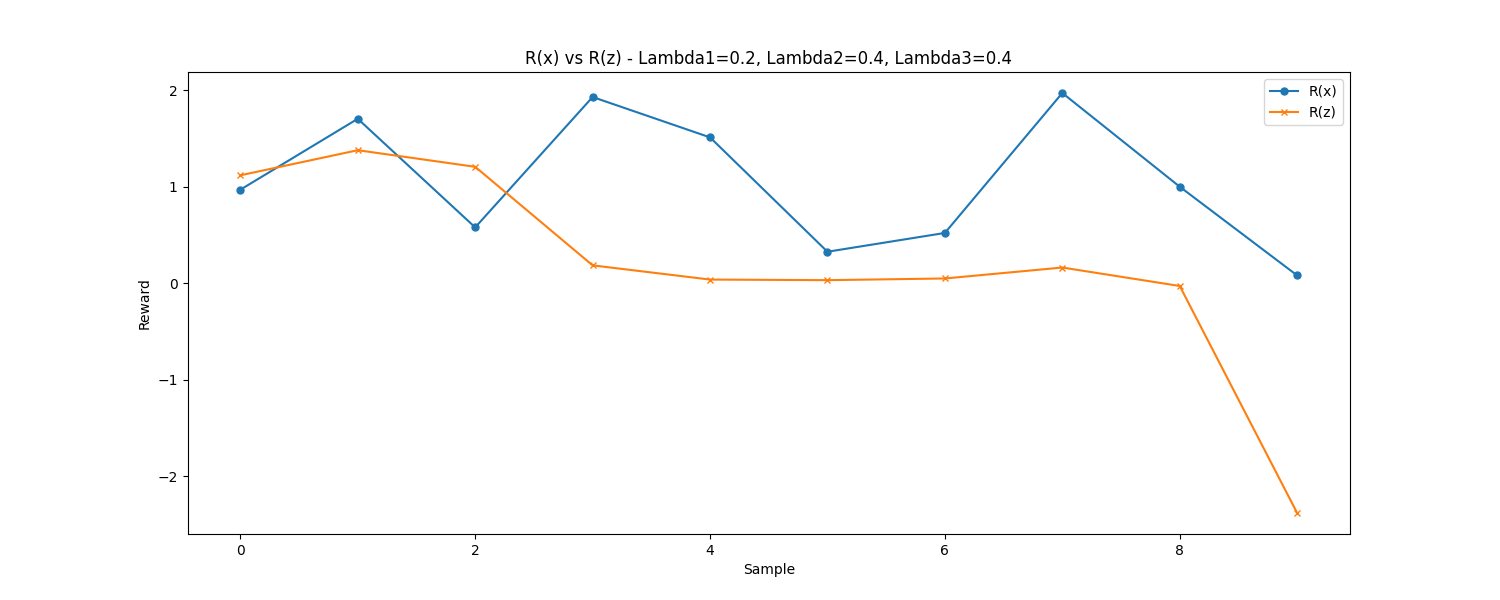 R(x) vs R(z) - Lambda1=0.2, Lambda2=0.4, Lambda3=0.4
R(x)
R(z)
2
1
0
−1
−2
Reward
0 2 4 6 8
Sample